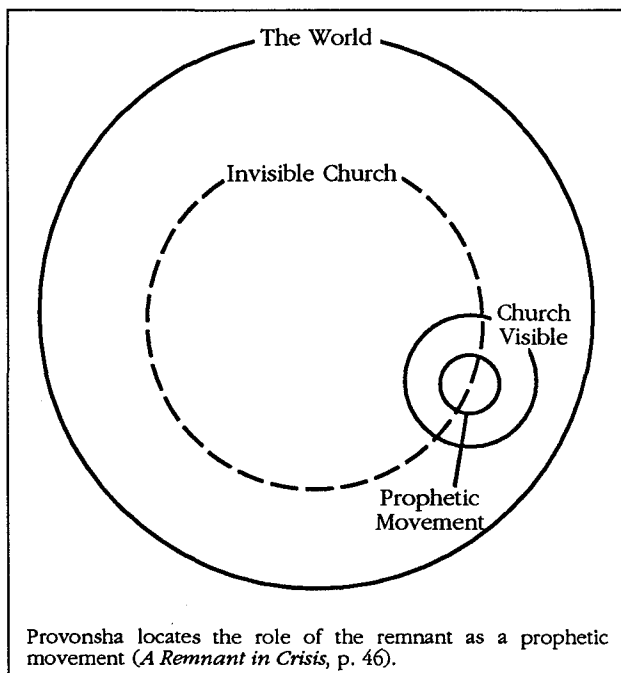 The World
Invisible Church
Church
Visible
Prophetic
Movement
Provonsha locates the role of the remnant as a prophetic
movement (A Remnant in Crisis, p. 46).